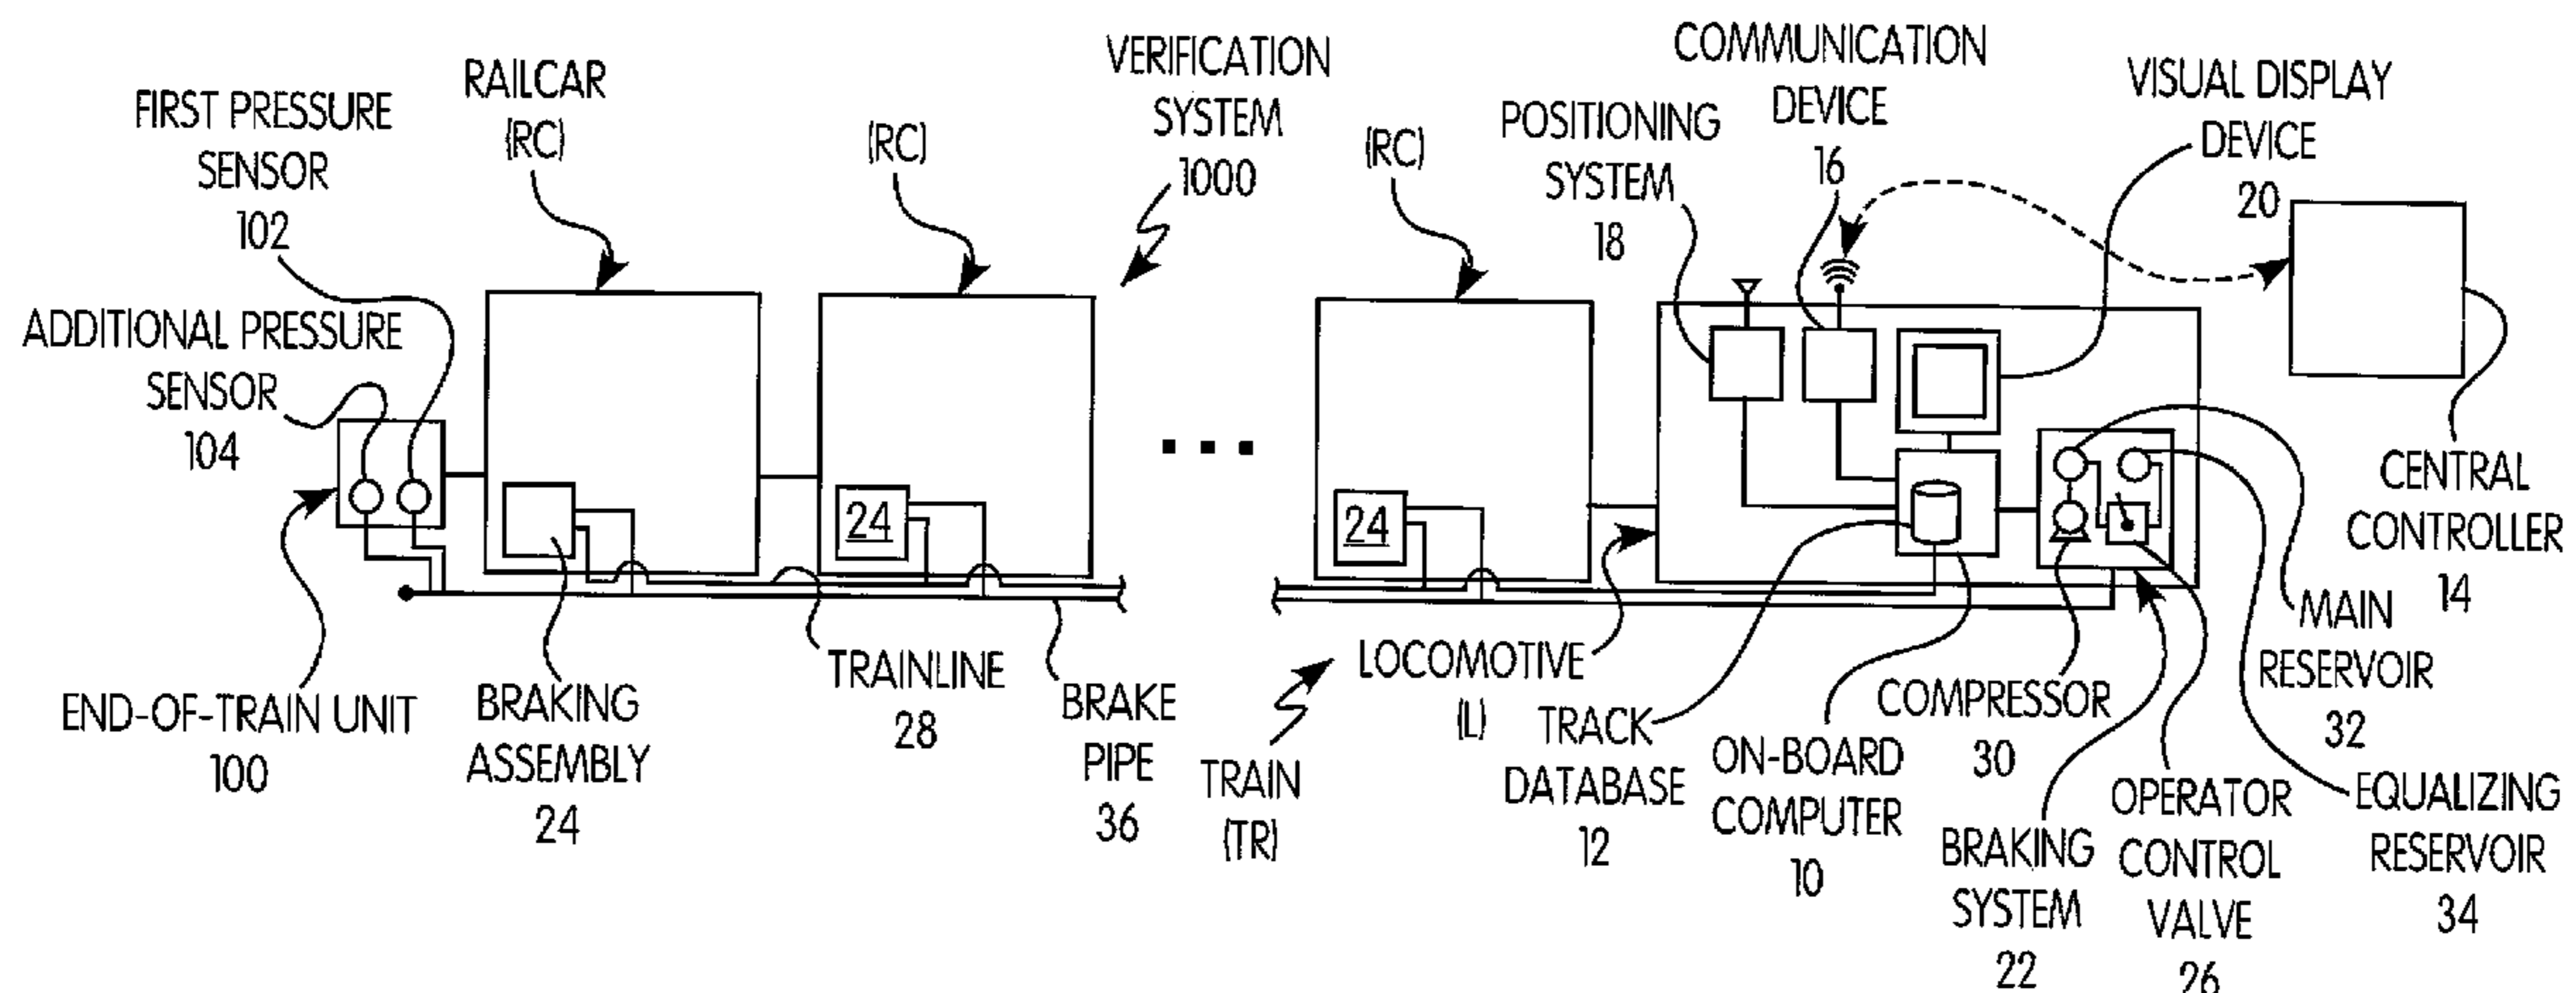 FIRST PRESSURE
SENSOR
102
RAILCAR
(RC)
(RC)
VERIFICATION
SYSTEM
1000
(RC)
POSITIONING
SYSTEM
18
COMMUNICATION
DEVICE
16
VISUAL DISPLAY
DEVICE
20
ADDITIONAL PRESSURE
SENSOR
104
24
24
CENTRAL
CONTROLLER
14
END-OF-TRAIN UNIT
100
BRAKING
ASSEMBLY
24
TRAINLINE
28
BRAKE
PIPE
36
TRAIN
(TR)
LOCOMOTIVE
(L)
TRACK
DATABASE
12
ON-BOARD
COMPUTER
10
COMPRESSOR
30
BRAKING
SYSTEM
22
OPERATOR
CONTROL
VALVE
26
MAIN
RESERVOIR
32
EQUALIZING
RESERVOIR
34